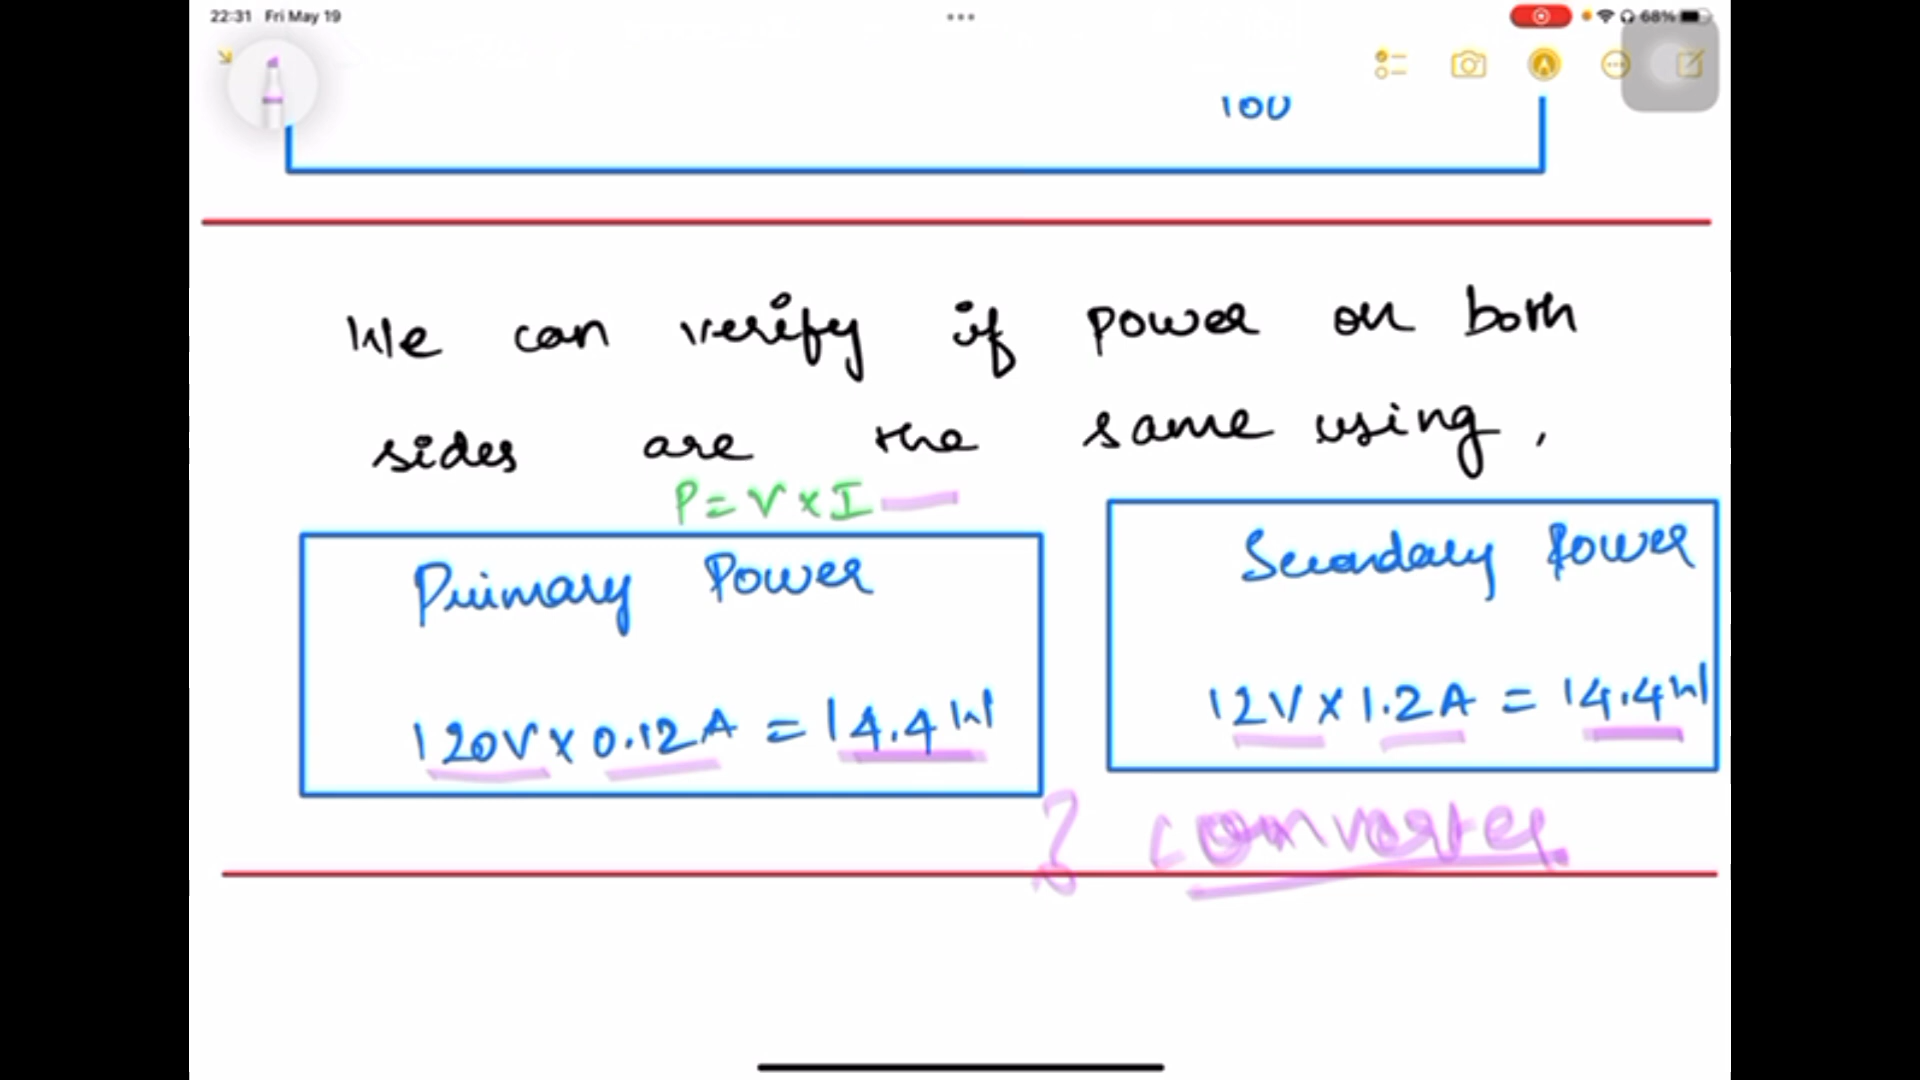 22:31 Fri May 19
68%
100
We can verify if power on both
sides are the same using,
P = V × I
Primary Power
120V × 0.12A = 14.4W
Secondary Power
12V × 1.2A = 14.4W
converter